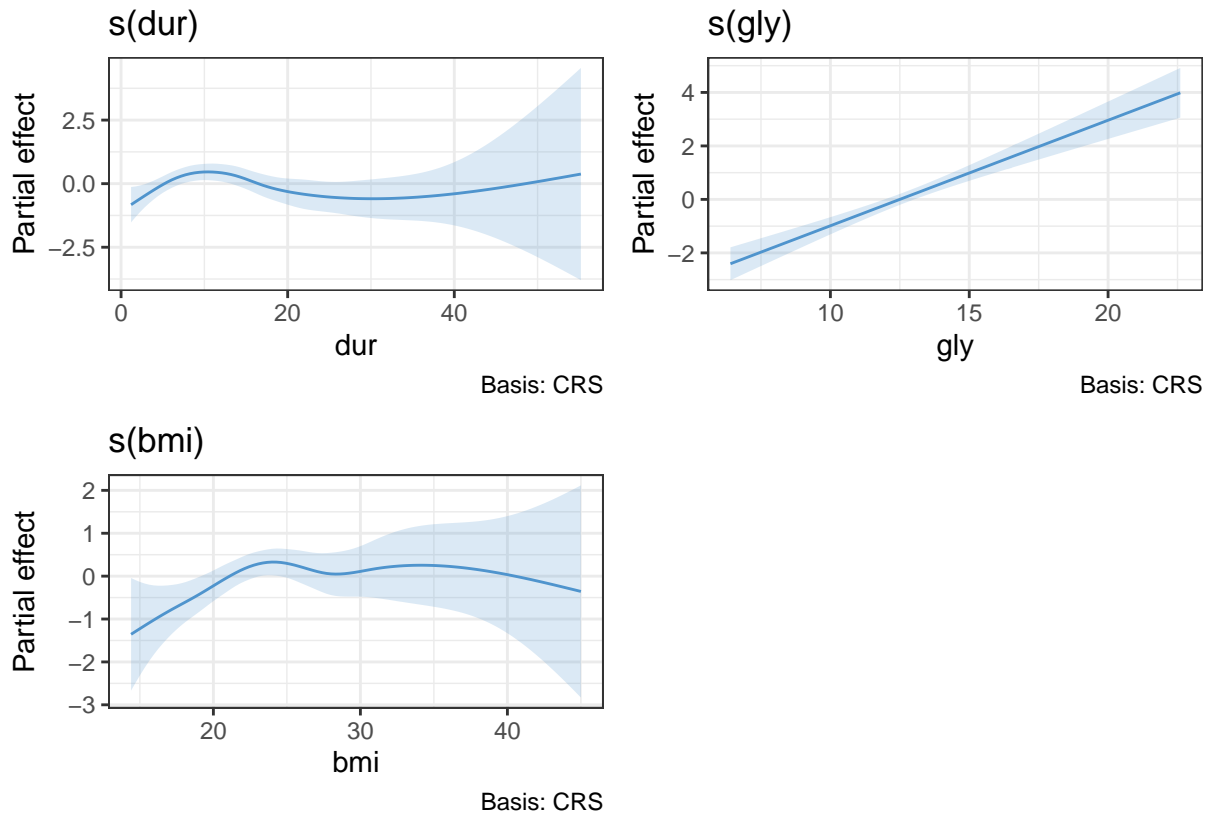 s(dur)
Partial effect
2.5
0.0
−2.5
0 20 40
dur
Basis: CRS
s(gly)
Partial effect
4
2
0
−2
10 15 20
gly
Basis: CRS
s(bmi)
Partial effect
2
1
0
−1
−2
−3
20 30 40
bmi
Basis: CRS